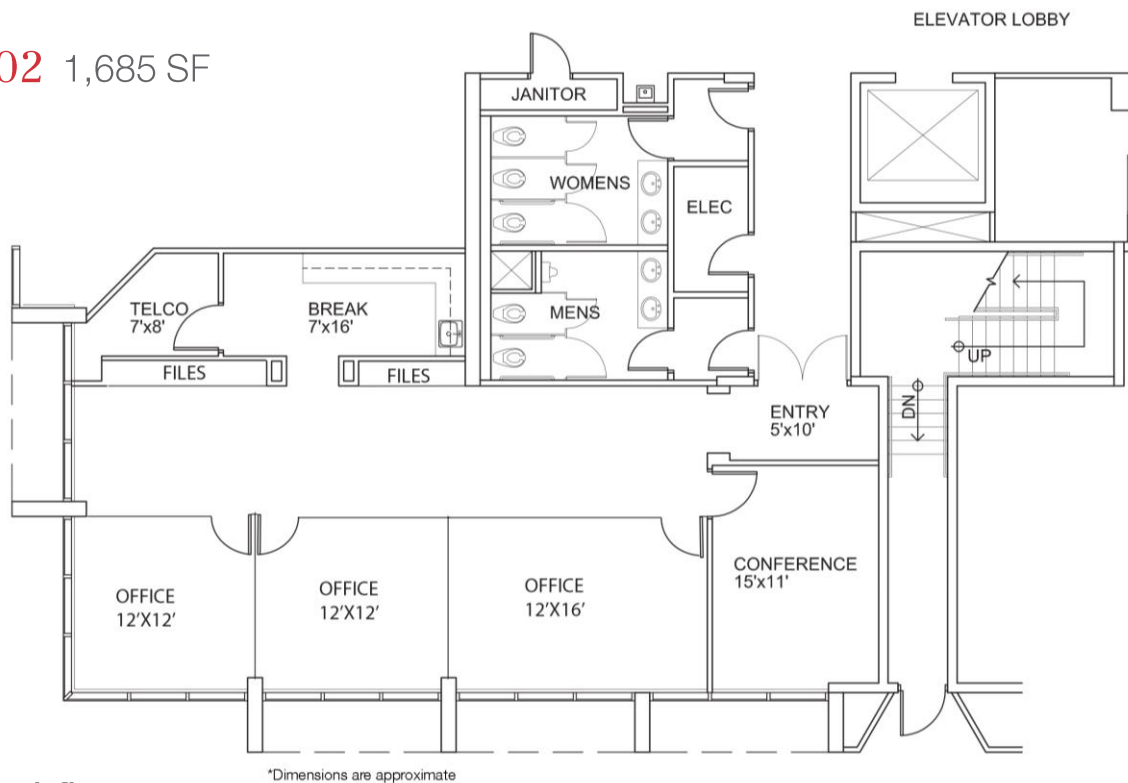 ELEVATOR LOBBY
02 1,685 SF
JANITOR
WOMENS
ELEC
TELCO
7'x8'
BREAK
7'x16'
MENS
FILES
FILES
UP
DN
ENTRY
5'x10'
CONFERENCE
15'x11'
OFFICE
12'X12'
OFFICE
12'X12'
OFFICE
12'X16'
*Dimensions are approximate